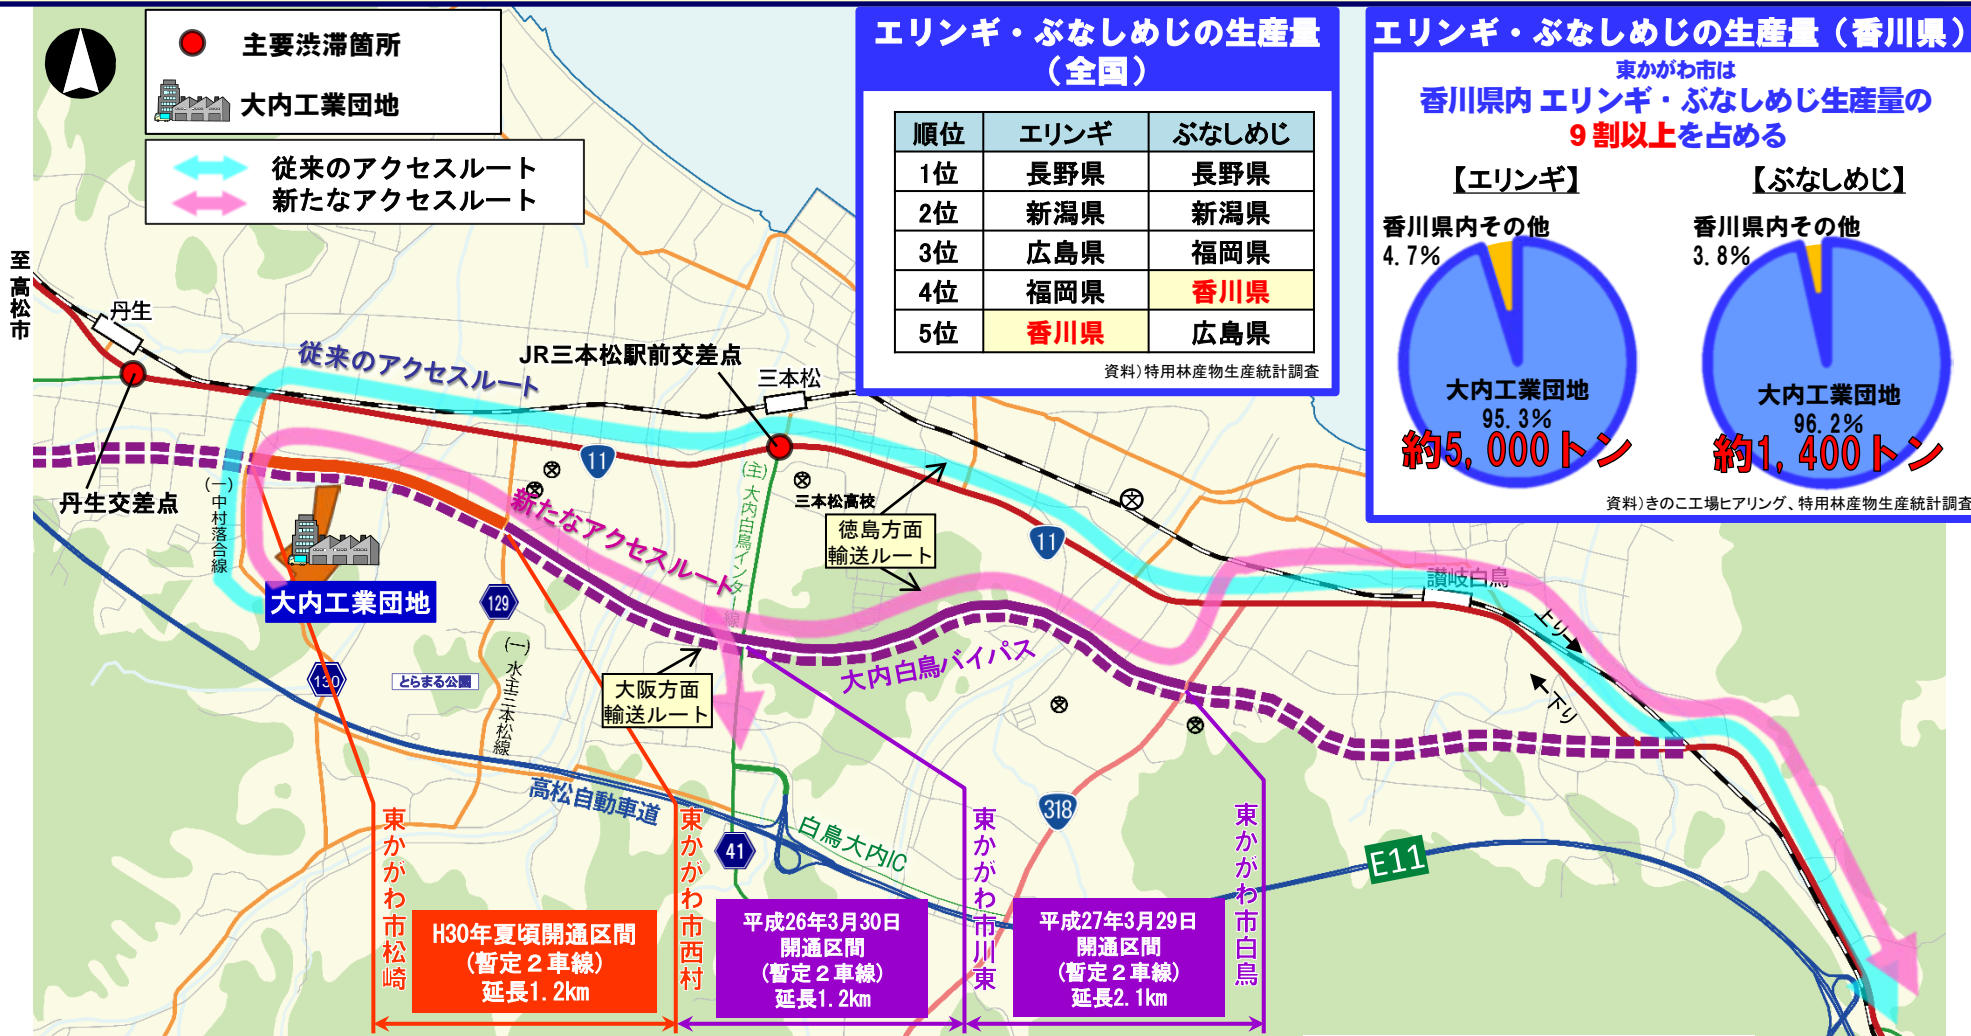 主要渋滞箇所
大内工業団地
従来のアクセスルート
新たなアクセスルート
エリンギ・ぶなしめじの生産量
（全国）
順位 エリンギ ぶなしめじ
1位 長野県 長野県
2位 新潟県 新潟県
3位 広島県 福岡県
4位 福岡県 香川県
5位 香川県 広島県
資料）特用林産物生産統計調査
エリンギ・ぶなしめじの生産量（香川県）
東かがわ市は
香川県内 エリンギ・ぶなしめじ生産量の
９割以上を占める
【エリンギ】
香川県内その他
4.7%
大内工業団地
95.3%
約5,000トン
【ぶなしめじ】
香川県内その他
3.8%
大内工業団地
96.2%
約1,400トン
資料）きのこ工場ヒアリング、特用林産物生産統計調査
至 高松市
丹生
従来のアクセスルート
JR三本松駅前交差点
三本松
丹生交差点
11
(主)大内白鳥インター線
三本松高校
(一)中村落合線
新たなアクセスルート
徳島方面
輸送ルート
11
讃岐白鳥
大内工業団地
129
上り
(一)水主三本松線
130
とらまる公園
大阪方面
輸送ルート
大内白鳥バイパス
下り
高松自動車道
白鳥大内IC
41
318
E11
東かがわ市松崎
東かがわ市西村
東かがわ市川東
東かがわ市白鳥
H30年夏頃開通区間
(暫定２車線)
延長1.2km
平成26年3月30日
開通区間
(暫定２車線)
延長1.2km
平成27年3月29日
開通区間
(暫定２車線)
延長2.1km